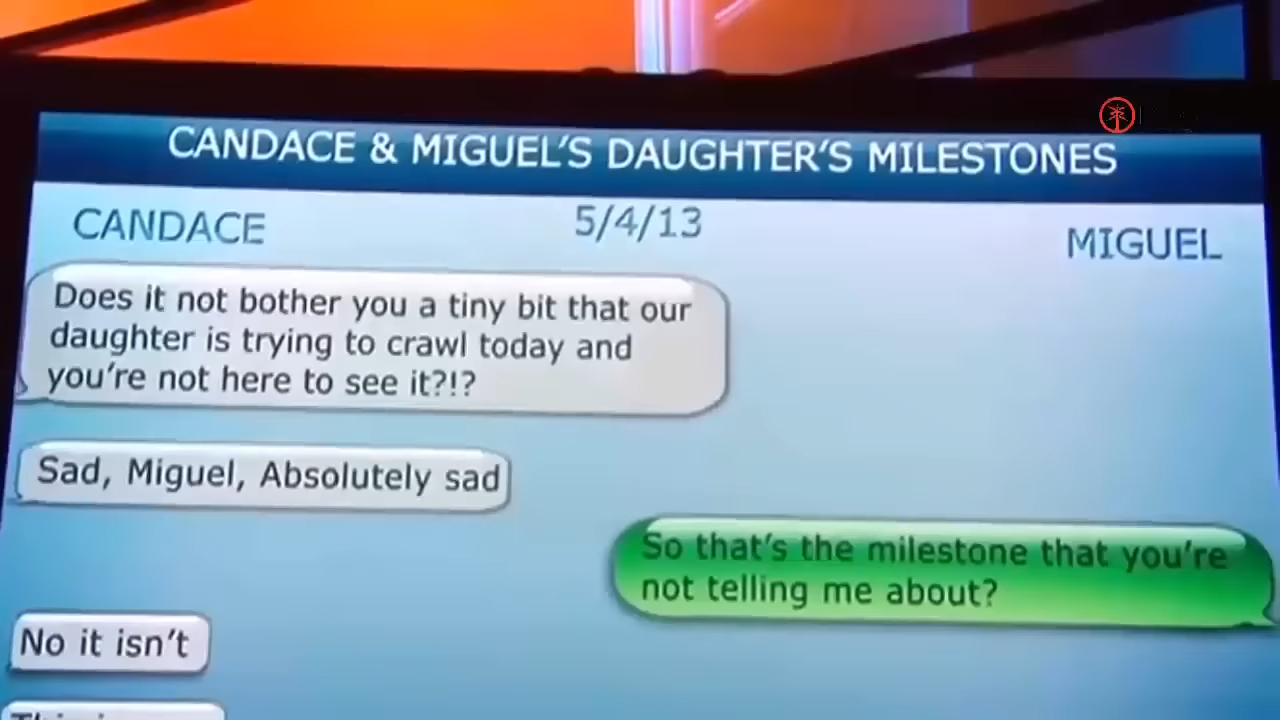 CANDACE & MIGUEL'S DAUGHTER'S MILESTONES
CANDACE 5/4/13 MIGUEL
Does it not bother you a tiny bit that our
daughter is trying to crawl today and
you're not here to see it?!?
Sad, Miguel, Absolutely sad
So that's the milestone that you're
not telling me about?
No it isn't